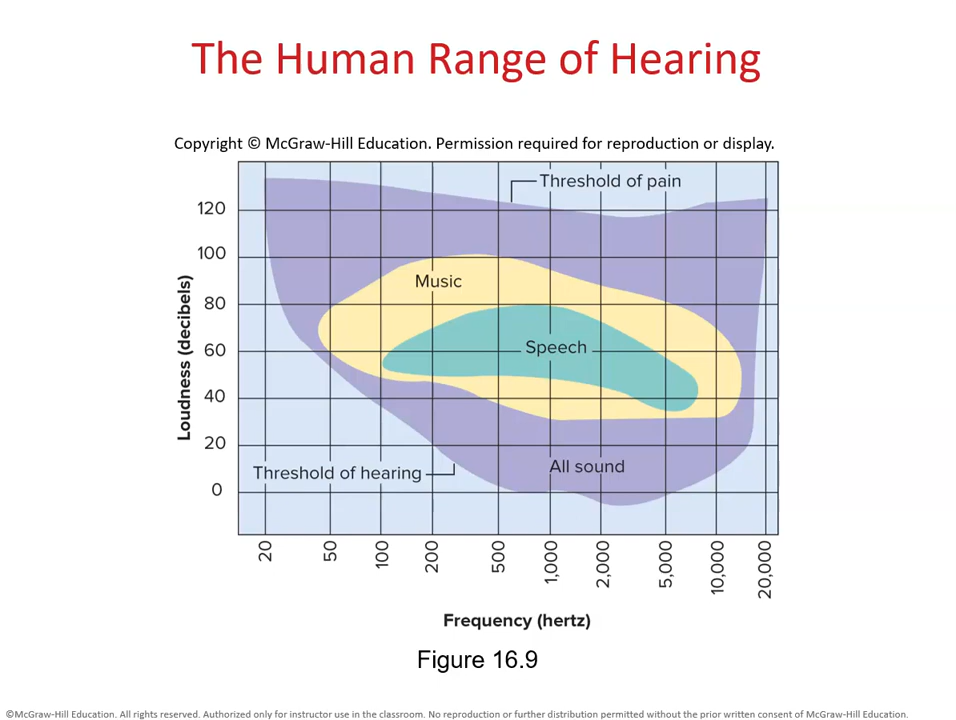 The Human Range of Hearing
Copyright © McGraw-Hill Education. Permission required for reproduction or display.
Threshold of pain
120
100
Music
80
Speech
60
40
20
All sound
Threshold of hearing
0
Loudness (decibels)
20
50
100
200
500
1,000
2,000
5,000
10,000
20,000
Frequency (hertz)
Figure 16.9
©McGraw-Hill Education. All rights reserved. Authorized only for instructor use in the classroom. No reproduction or further distribution permitted without the prior written consent of McGraw-Hill Education.